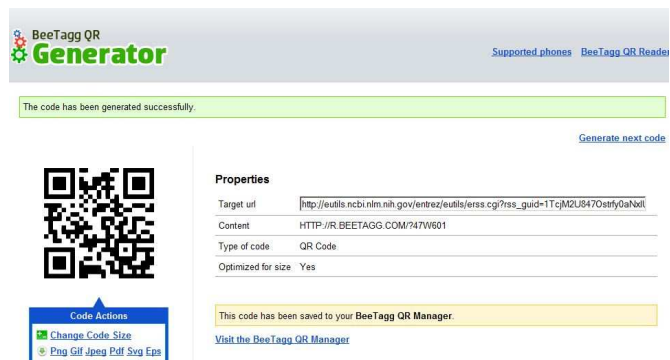 BeeTagg QR
Generator
Supported phones BeeTagg QR Reader
The code has been generated successfully.
Generate next code
Properties
Target url http://eutils.ncbi.nlm.nih.gov/entrez/eutils/erss.cgi?rss_guid=1TcjM2U847Ostrfy0aNxlU
Content HTTP://R.BEETAGG.COM/?47W601
Type of code QR Code
Optimized for size Yes
Code Actions
Change Code Size
Png Gif Jpeg Pdf Svg Eps
This code has been saved to your BeeTagg QR Manager.
Visit the BeeTagg QR Manager